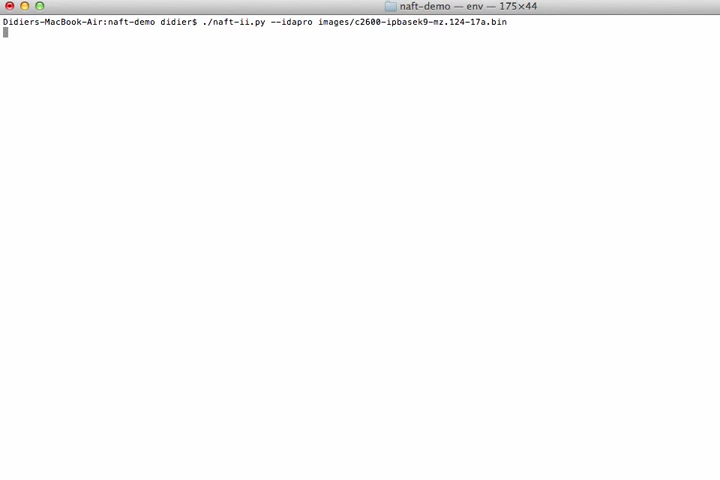 naft-demo — env — 175×44
Didiers-MacBook-Air:naft-demo didier$ ./naft-ii.py --idapro images/c2600-ipbasek9-mz.124-17a.bin